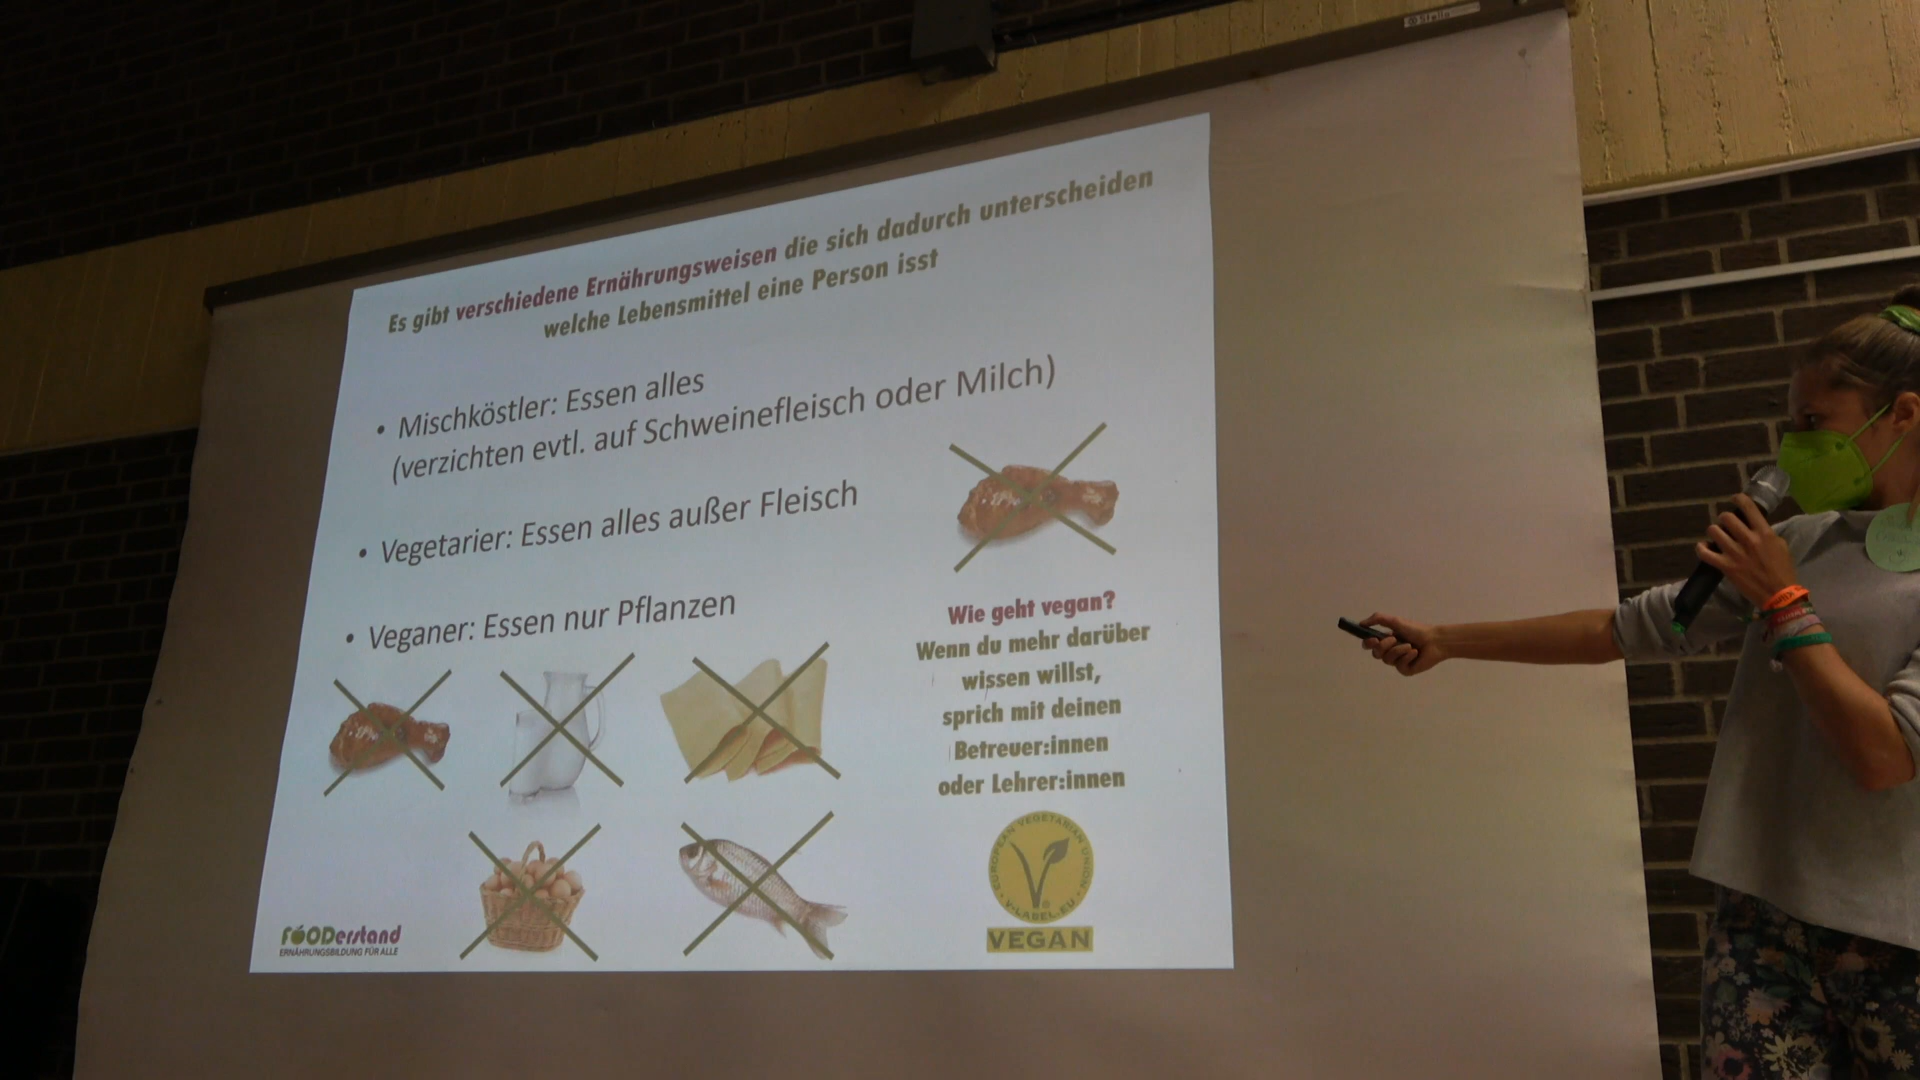 Es gibt verschiedene Ernährungsweisen die sich dadurch unterscheiden
welche Lebensmittel eine Person isst
• Mischköstler: Essen alles
(verzichten evtl. auf Schweinefleisch oder Milch)
• Vegetarier: Essen alles außer Fleisch
• Veganer: Essen nur Pflanzen
Wie geht vegan?
Wenn du mehr darüber
wissen willst,
sprich mit deinen
Betreuer:innen
oder Lehrer:innen
EUROPEAN VEGETARIAN UNION
V-LABEL.EU
VEGAN
FOODerstand
ERNÄHRUNGSBILDUNG FÜR ALLE